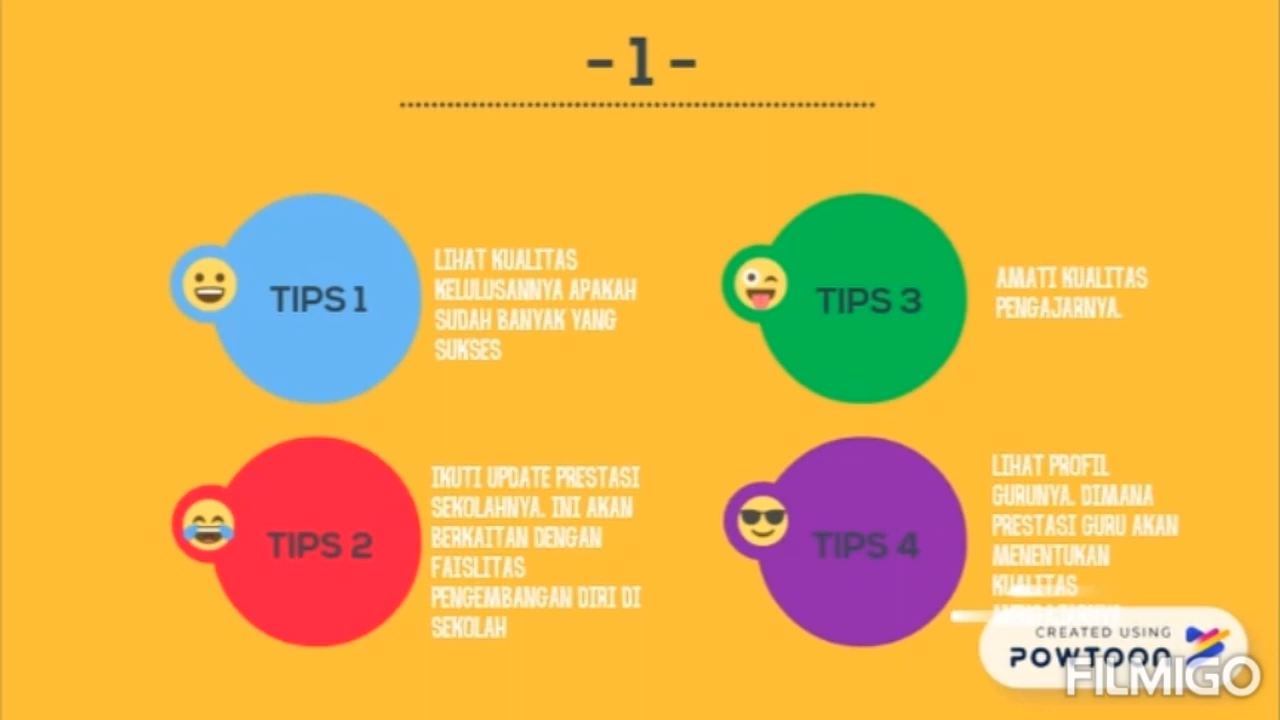 - 1 -
TIPS 1
LIHAT KUALITAS
KELULUSANNYA APAKAH
SUDAH BANYAK YANG
SUKSES
TIPS 2
IKUTI UPDATE PRESTASI
SEKOLAHNYA. INI AKAN
BERKAITAN DENGAN
FAISLITAS
PENGEMBANGAN DIRI DI
SEKOLAH
TIPS 3
AMATI KUALITAS
PENGAJARNYA.
TIPS 4
LIHAT PROFIL
GURUNYA. DIMANA
PRESTASI GURU AKAN
MENENTUKAN
KUALITAS
CREATED USING
POWTOON
FILMIGO